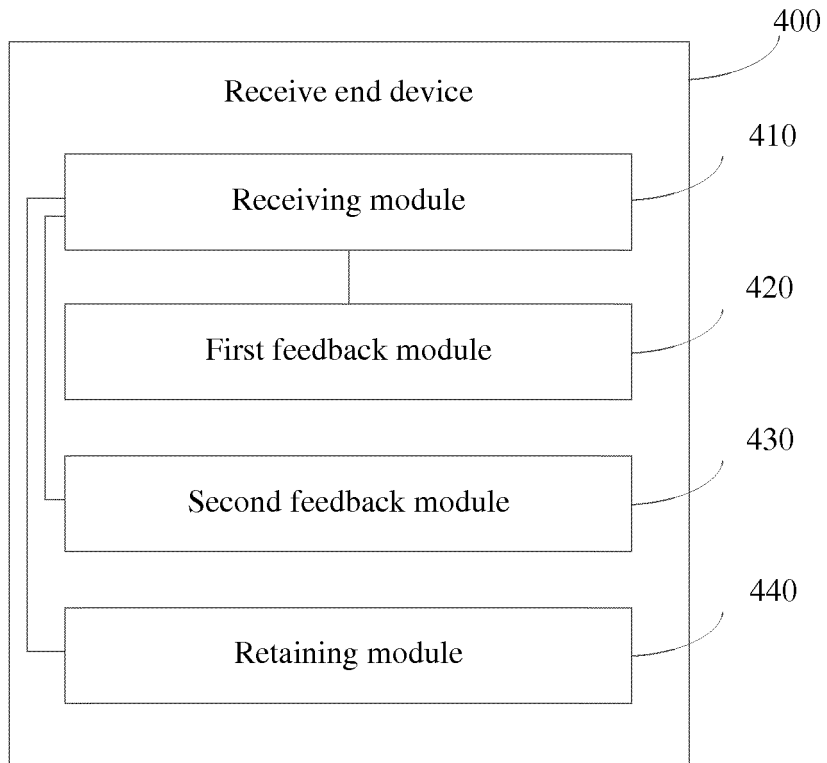 400
Receive end device
410
Receiving module
420
First feedback module
430
Second feedback module
440
Retaining module